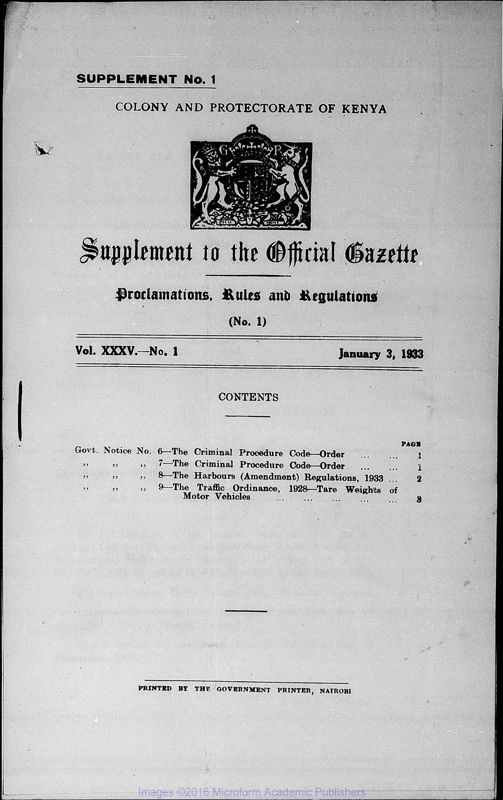 SUPPLEMENT No. 1
COLONY AND PROTECTORATE OF KENYA
G R
Supplement to the Official Gazette
Proclamations, Rules and Regulations
(No. 1)
Vol. XXXV.—No. 1 January 3, 1933
CONTENTS
PAGE
Govt. Notice No. 6—The Criminal Procedure Code—Order ... ... 1
,, ,, ,, 7—The Criminal Procedure Code—Order ... ... 1
,, ,, ,, 8—The Harbours (Amendment) Regulations, 1933 ... 2
,, ,, ,, 9—The Traffic Ordinance, 1928—Tare Weights of
Motor Vehicles ... ... ... ... ... 3
PRINTED BY THE GOVERNMENT PRINTER, NAIROBI
Images ©2016 Microform Academic Publishers